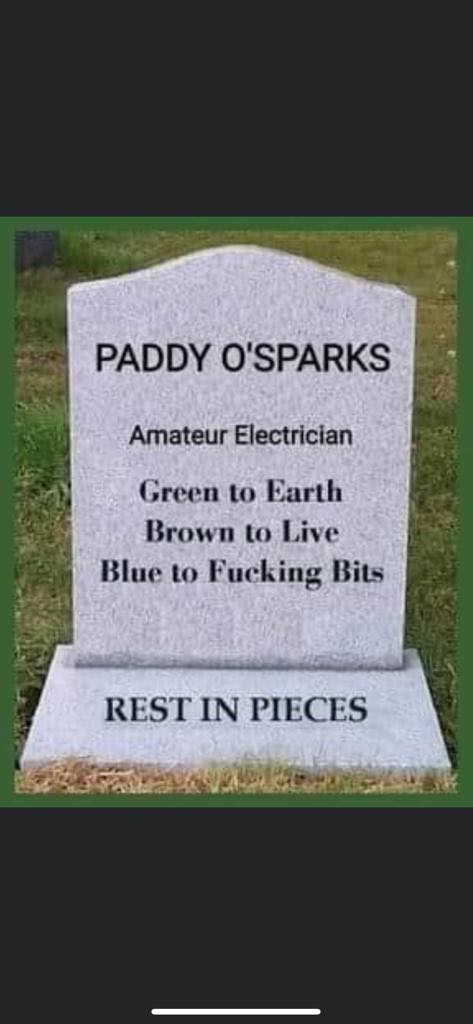 PADDY O'SPARKS
Amateur Electrician
Green to Earth
Brown to Live
Blue to Fucking Bits
REST IN PIECES